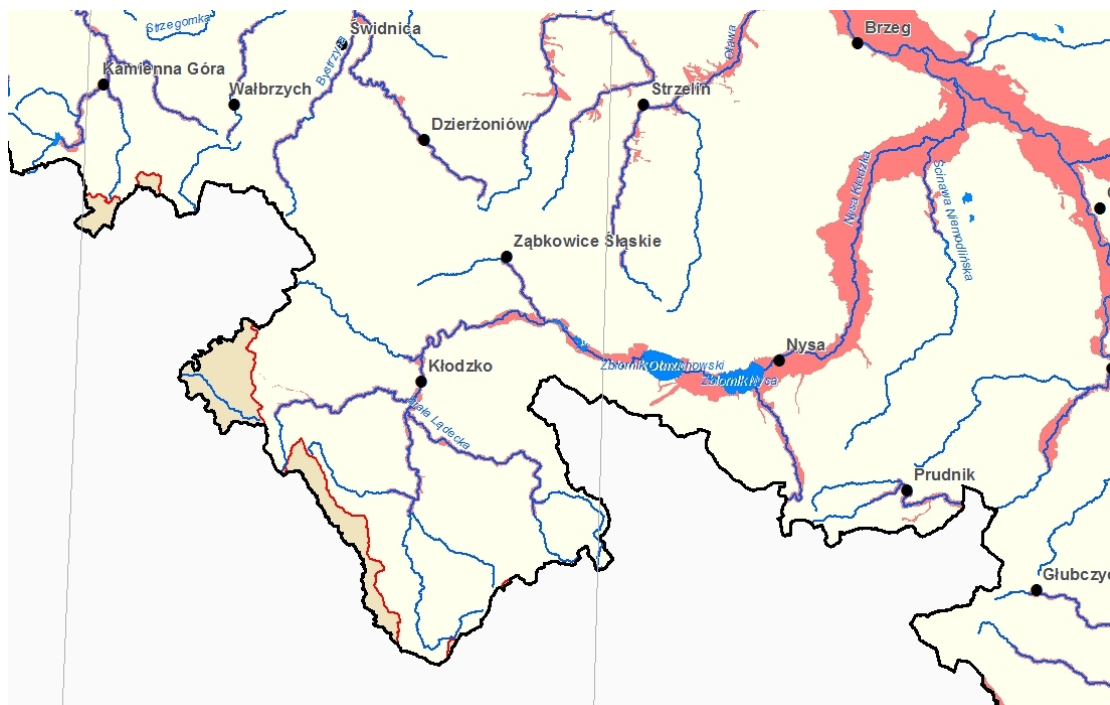 Strzegomka
Świdnica
Brzeg
Oława
Bystrzyca
Kamienna Góra
Wałbrzych
Strzelin
Dzierżoniów
Nysa Kłodzka
Ścinawa Niemodlińska
Ząbkowice Śląskie
Nysa
Zbiornik Otmuchowski
Zbiornik Nysa
Kłodzko
Biała Lądecka
Prudnik
Głubczyc